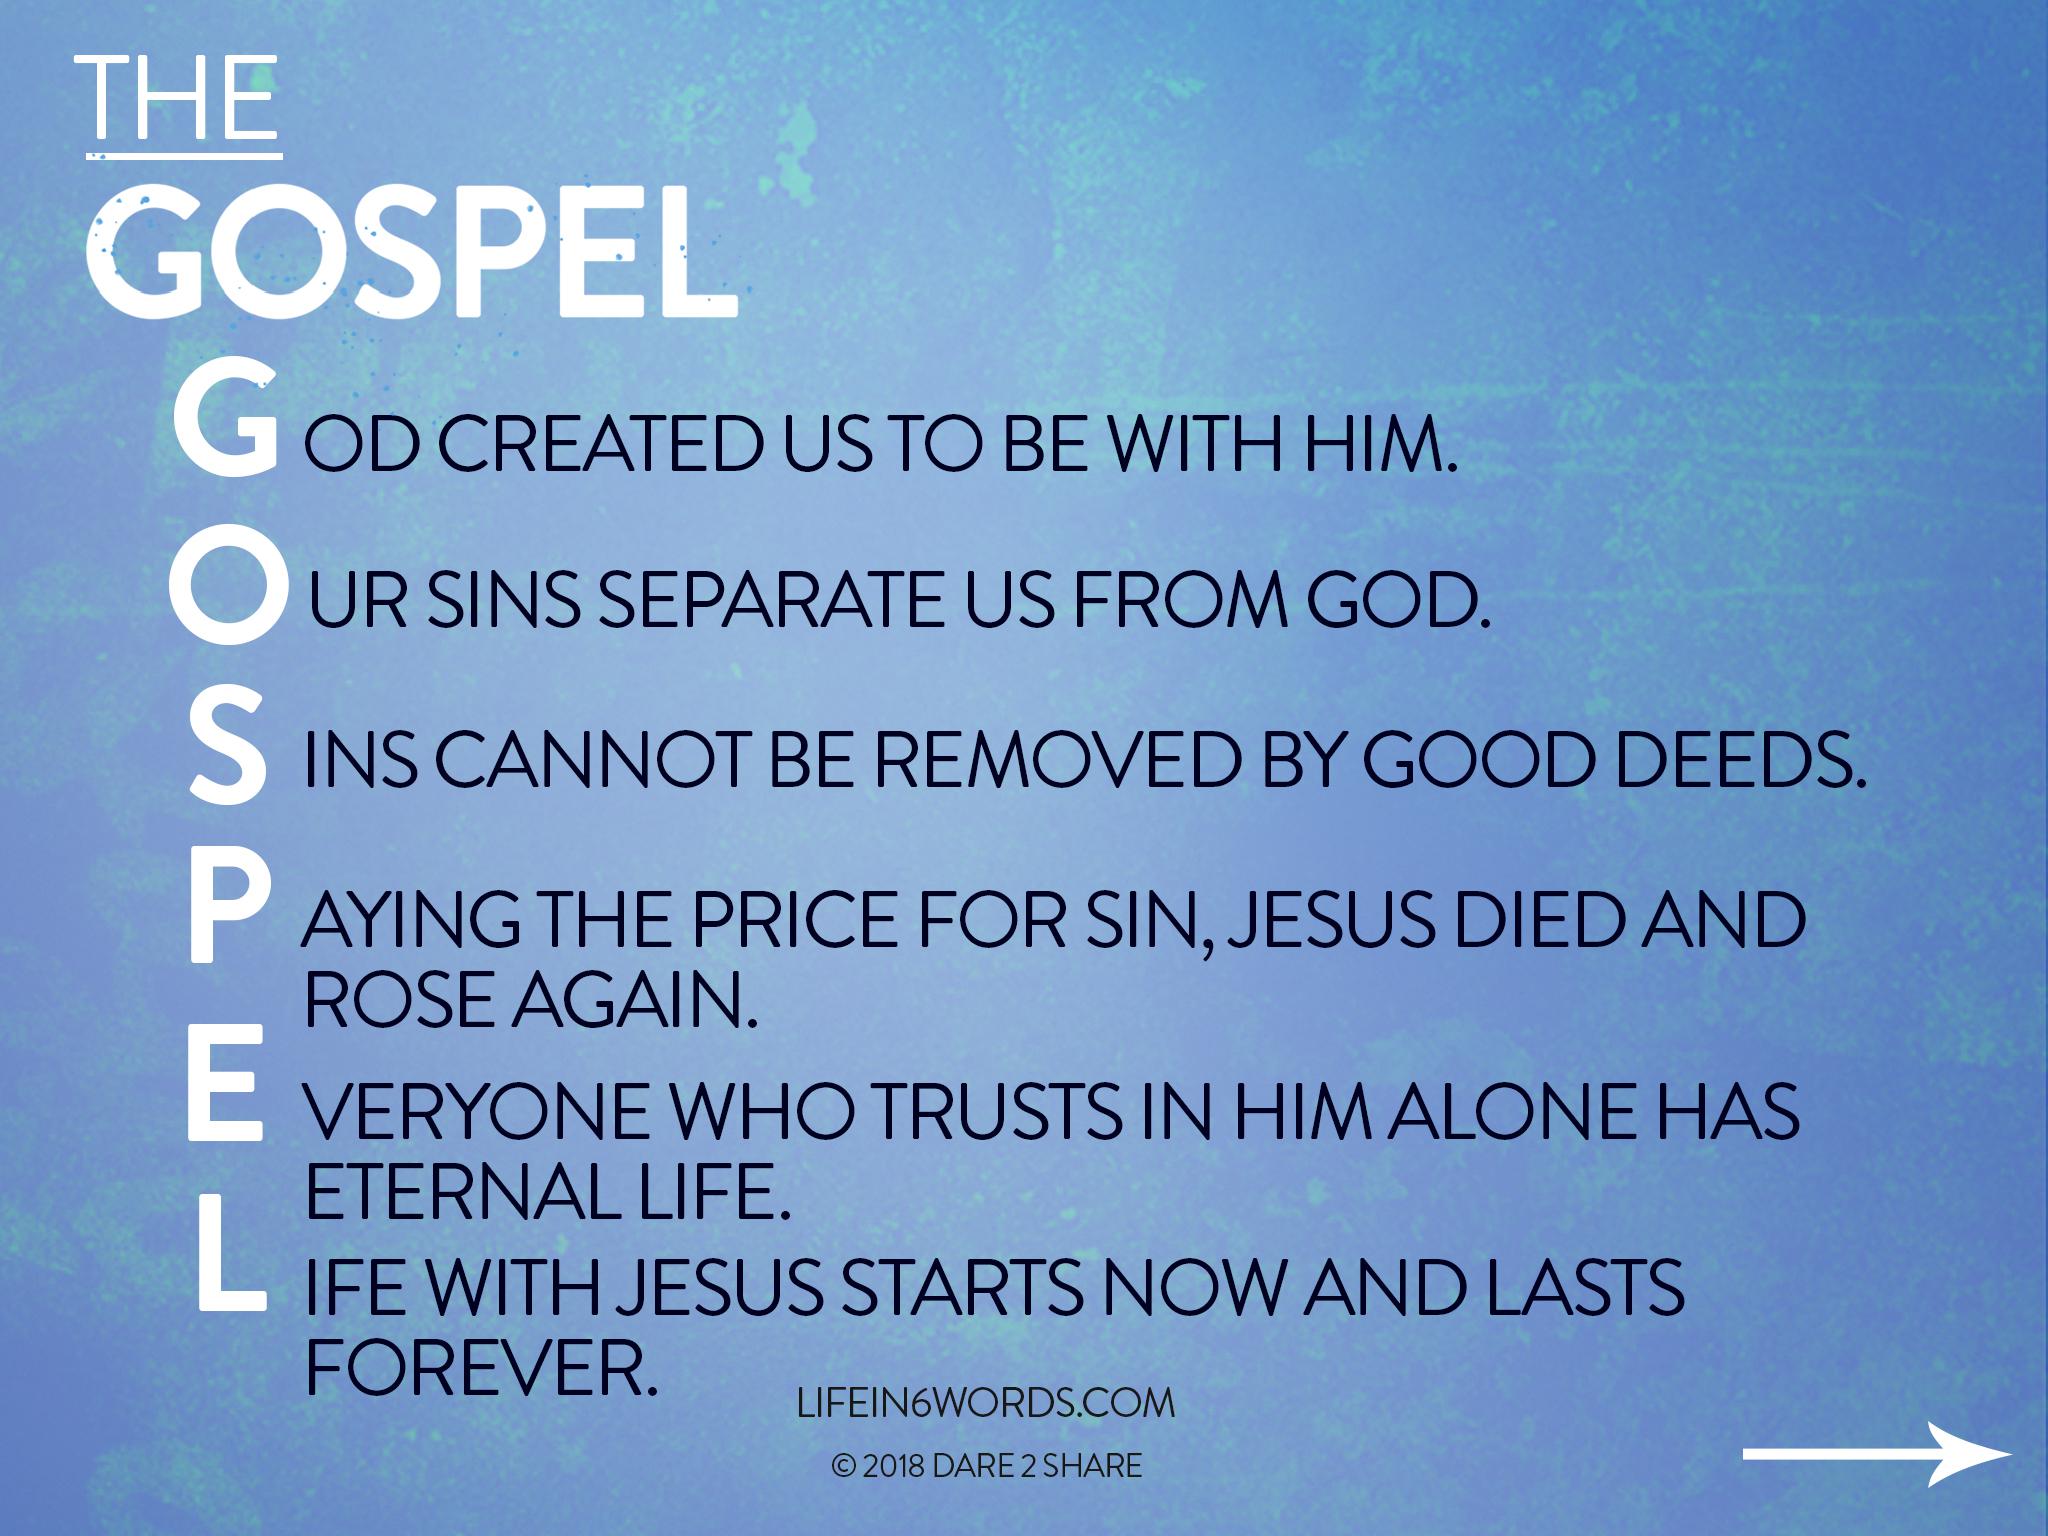 THE
GOSPEL
GOD CREATED US TO BE WITH HIM.
OUR SINS SEPARATE US FROM GOD.
SINS CANNOT BE REMOVED BY GOOD DEEDS.
PAYING THE PRICE FOR SIN, JESUS DIED AND
ROSE AGAIN.
EVERYONE WHO TRUSTS IN HIM ALONE HAS
ETERNAL LIFE.
LIFE WITH JESUS STARTS NOW AND LASTS
FOREVER.
LIFEIN6WORDS.COM
© 2018 DARE 2 SHARE